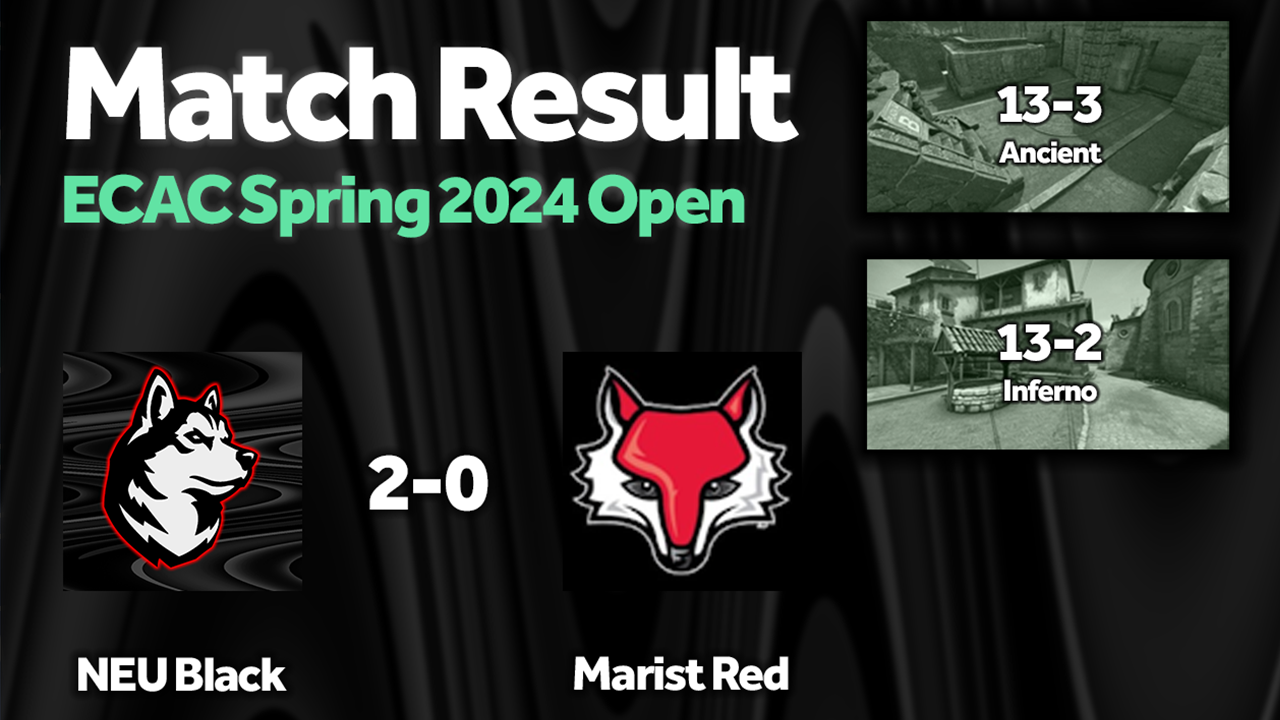 Match Result
ECAC Spring 2024 Open
13-3
Ancient
13-2
Inferno
2-0
NEU Black
Marist Red